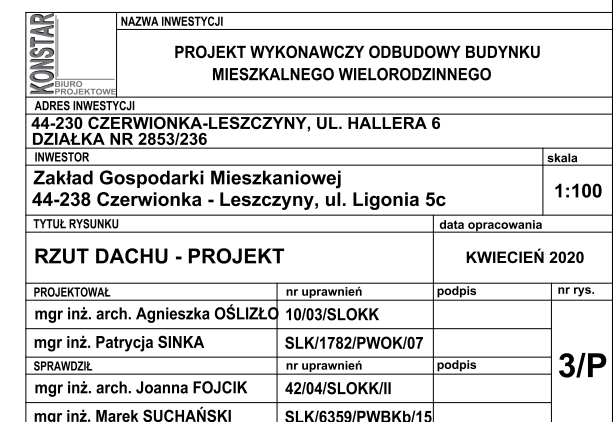 KONSTAR
BIURO
PROJEKTOWE
NAZWA INWESTYCJI
PROJEKT WYKONAWCZY ODBUDOWY BUDYNKU
MIESZKALNEGO WIELORODZINNEGO
ADRES INWESTYCJI
44-230 CZERWIONKA-LESZCZYNY, UL. HALLERA 6
DZIAŁKA NR 2853/236
INWESTOR
skala
Zakład Gospodarki Mieszkaniowej
44-238 Czerwionka - Leszczyny, ul. Ligonia 5c
1:100
TYTUŁ RYSUNKU
data opracowania
RZUT DACHU - PROJEKT
KWIECIEŃ 2020
PROJEKTOWAŁ
nr uprawnień
podpis
nr rys.
mgr inż. arch. Agnieszka OŚLIZŁO
10/03/SLOKK
mgr inż. Patrycja SINKA
SLK/1782/PWOK/07
3/P
SPRAWDZIŁ
nr uprawnień
podpis
mgr inż. arch. Joanna FOJCIK
42/04/SLOKK/II
mgr inż. Marek SUCHAŃSKI
SLK/6359/PWBKb/15